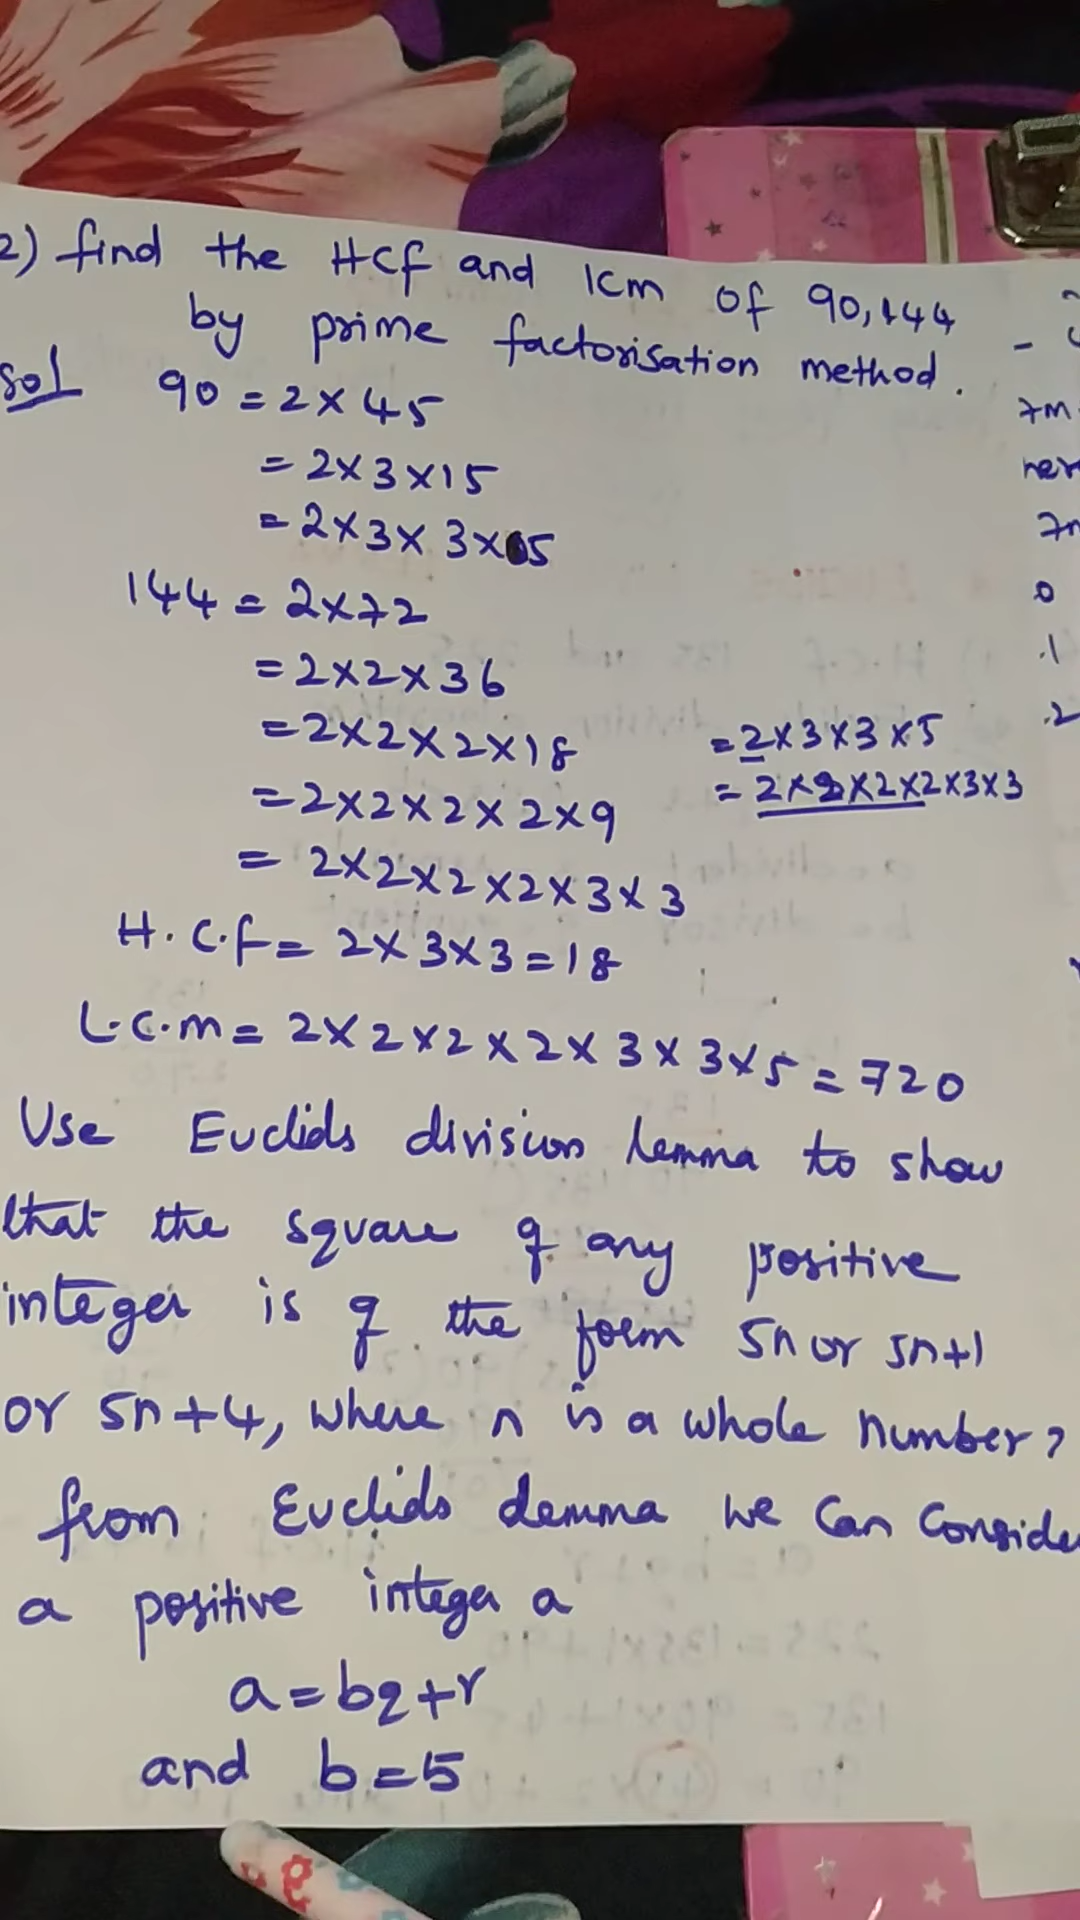 2) find the HCf and lcm of 90,144
by prime factorisation method.
Sol 90 = 2 × 45
= 2×3×15
= 2×3×3×5
144 = 2×72
= 2×2×36
= 2×2×2×18
= 2×2×2×2×9
= 2×2×2×2×3×3
= 2×3×3×5
= 2×2×2×2×3×3
H.C.f = 2×3×3 = 18
L.C.m = 2×2×2×2×3×3×5 = 720
Use Euclids division lemma to show
that the square of any positive
integer is of the form 5n or 5n+1
or 5n+4, where n is a whole number?
from Euclids lemma we can conside
a positive integer a
a = bq+r
and b = 5
7m
0
.1
.2